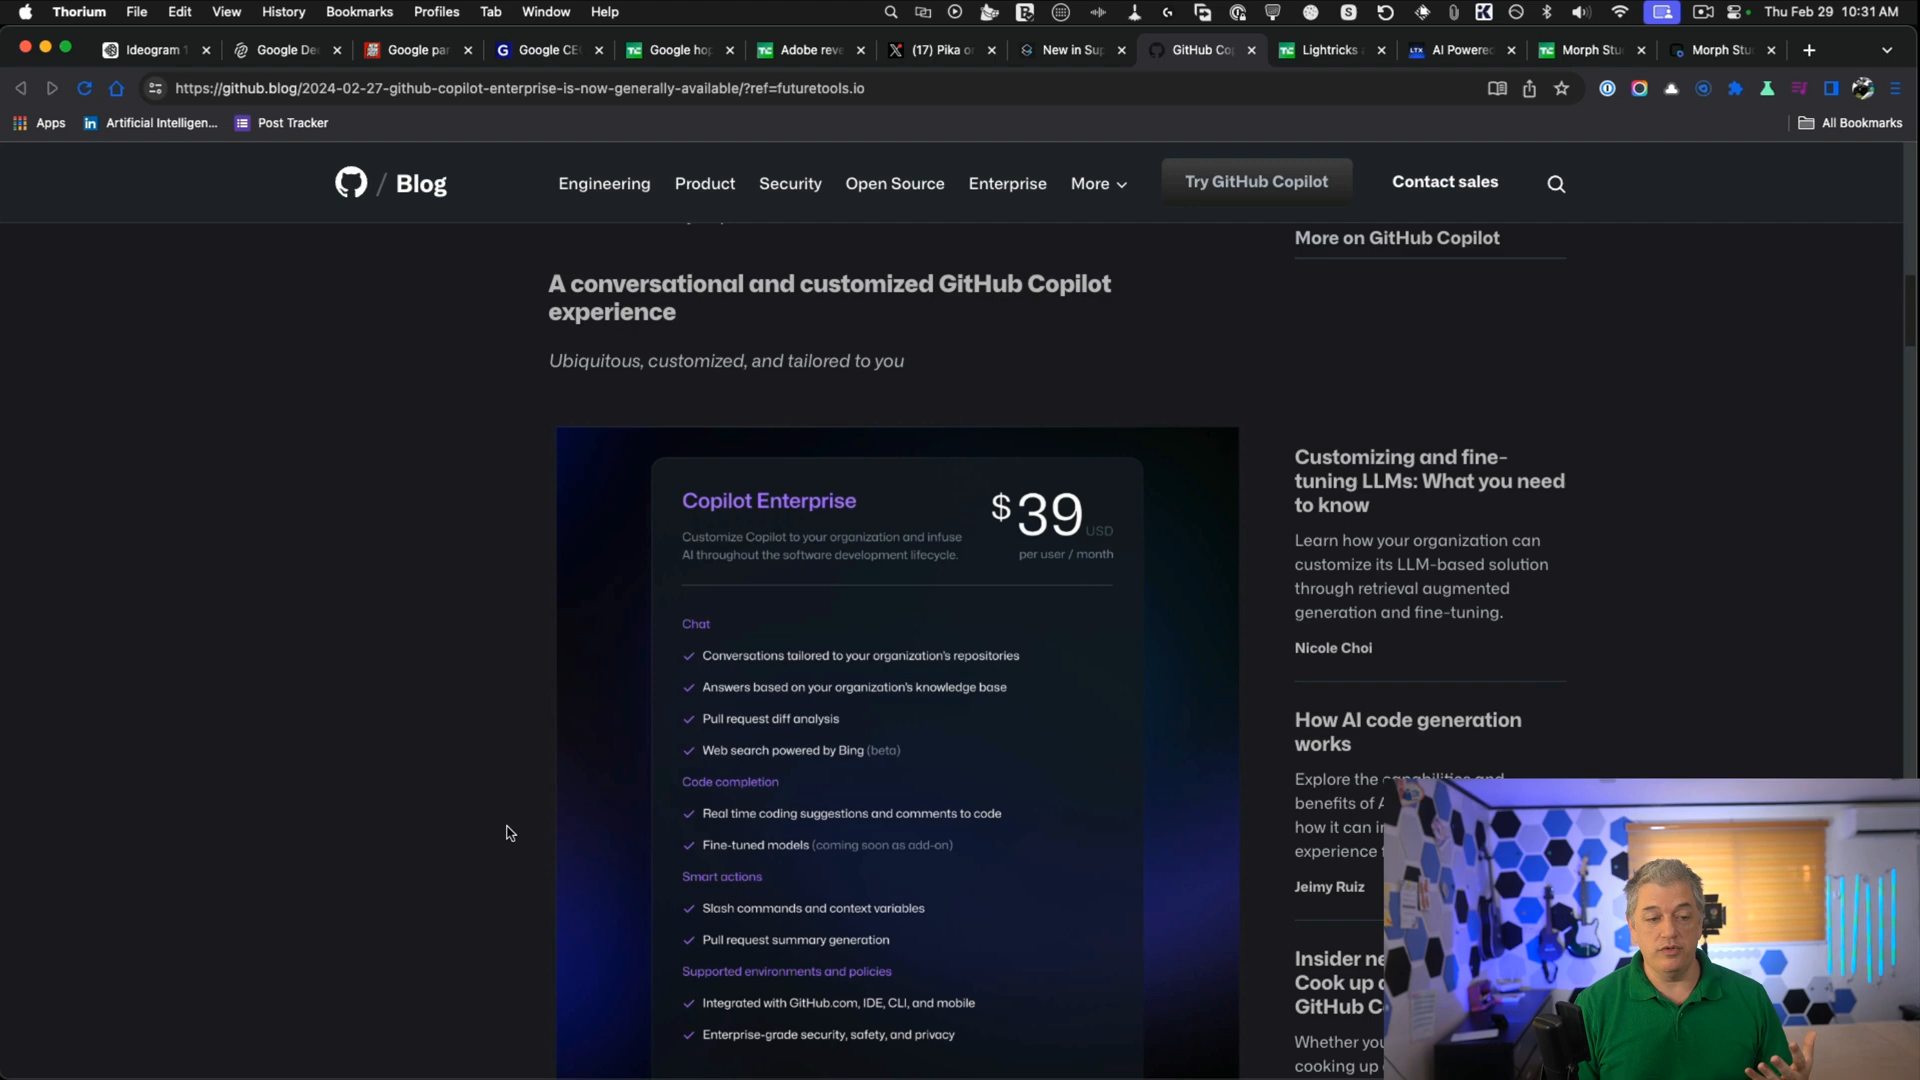 Thorium File Edit View History Bookmarks Profiles Tab Window Help
Thu Feb 29 10:31 AM
Ideogram 1
Google De
Google par
Google CE
Google hop
Adobe reve
(17) Pika or
New in Sup
GitHub Cop
Lightricks
AI Powered
Morph Stu
Morph Stu
https://github.blog/2024-02-27-github-copilot-enterprise-is-now-generally-available/?ref=futuretools.io
Apps
Artificial Intelligen...
Post Tracker
All Bookmarks
/ Blog
Engineering Product Security Open Source Enterprise More
Try GitHub Copilot
Contact sales
A conversational and customized GitHub Copilot
experience
Ubiquitous, customized, and tailored to you
Copilot Enterprise
$39 USD
per user / month
Customize Copilot to your organization and infuse
AI throughout the software development lifecycle.
Chat
Conversations tailored to your organization's repositories
Answers based on your organization's knowledge base
Pull request diff analysis
Web search powered by Bing (beta)
Code completion
Real time coding suggestions and comments to code
Fine-tuned models (coming soon as add-on)
Smart actions
Slash commands and context variables
Pull request summary generation
Supported environments and policies
Integrated with GitHub.com, IDE, CLI, and mobile
Enterprise-grade security, safety, and privacy
More on GitHub Copilot
Customizing and fine-
tuning LLMs: What you need
to know
Learn how your organization can
customize its LLM-based solution
through retrieval augmented
generation and fine-tuning.
Nicole Choi
How AI code generation
works
Explore the capabilities and
benefits of A
how it can i
experience
Jeimy Ruiz
Insider ne
Cook up
GitHub C
Whether you
cooking up